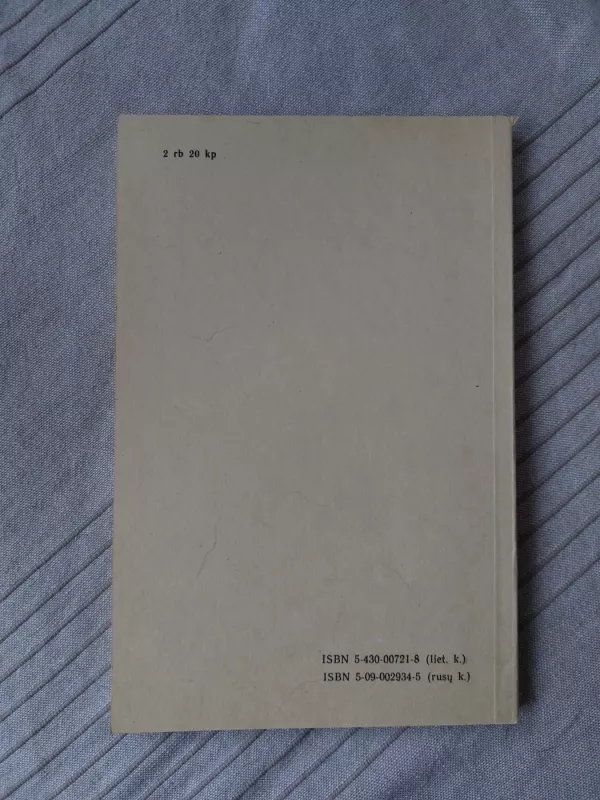 2 rb 20 kp
ISBN 5-430-00721-8 (liet. k.)
ISBN 5-09-002934-5 (rusų k.)